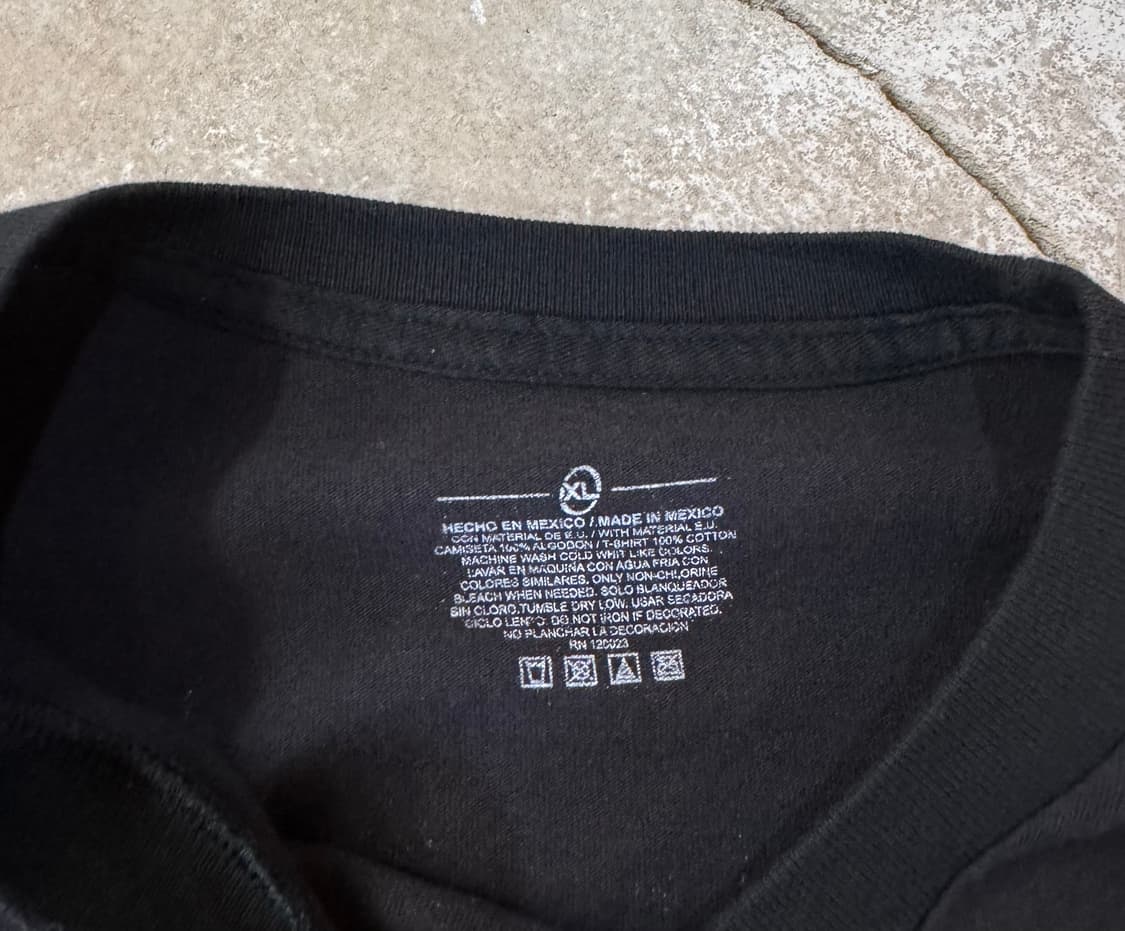 XL
HECHO EN MEXICO / MADE IN MEXICO
CON MATERIAL DE E.U. / WITH MATERIAL E.U.
CAMISETA 100% ALGODON / T-SHIRT 100% COTTON
MACHINE WASH COLD WHIT LIKE COLORS.
LAVAR EN MAQUINA CON AGUA FRIA CON
COLORES SIMILARES. ONLY NON-CHLORINE
BLEACH WHEN NEEDED. SOLO BLANQUEADOR
SIN CLORO.TUMBLE DRY LOW. USAR SECADORA
CICLO LENTO. DO NOT IRON IF DECORATED.
NO PLANCHAR LA DECORACION
RN